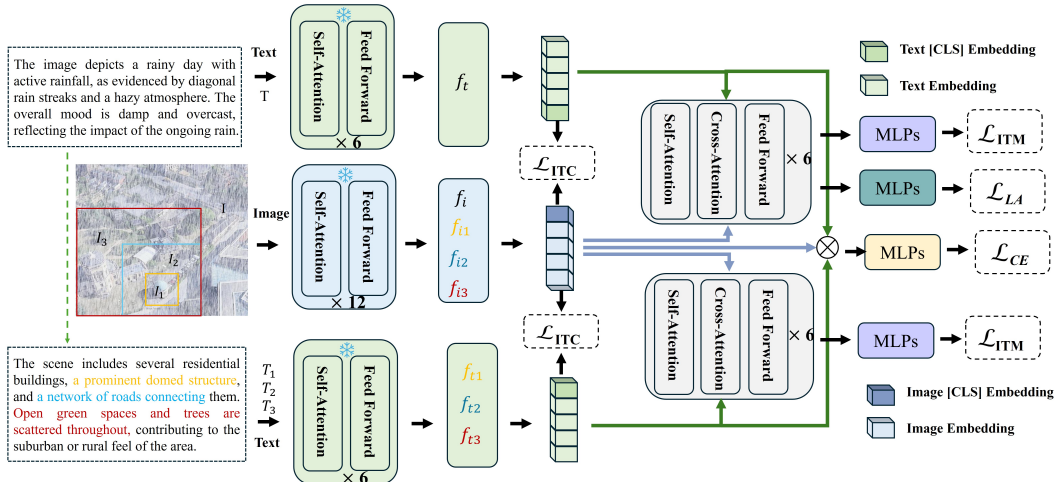 The image depicts a rainy day with
active rainfall, as evidenced by diagonal
rain streaks and a hazy atmosphere. The
overall mood is damp and overcast,
reflecting the impact of the ongoing rain.
Text
T
Self-Attention
Feed Forward
× 6
f_t
L_ITC
Text [CLS] Embedding
Text Embedding
Self-Attention
Cross-Attention
Feed Forward
× 6
MLPs
L_ITM
MLPs
L_LA
I
I_3
I_2
I_1
Image
Self-Attention
Feed Forward
× 12
f_i
f_i1
f_i2
f_i3
MLPs
L_CE
L_ITC
Self-Attention
Cross-Attention
Feed Forward
× 6
MLPs
L_ITM
The scene includes several residential
buildings, a prominent domed structure,
and a network of roads connecting them.
Open green spaces and trees are
scattered throughout, contributing to the
suburban or rural feel of the area.
T_1
T_2
T_3
Text
Self-Attention
Feed Forward
× 6
f_t1
f_t2
f_t3
Image [CLS] Embedding
Image Embedding